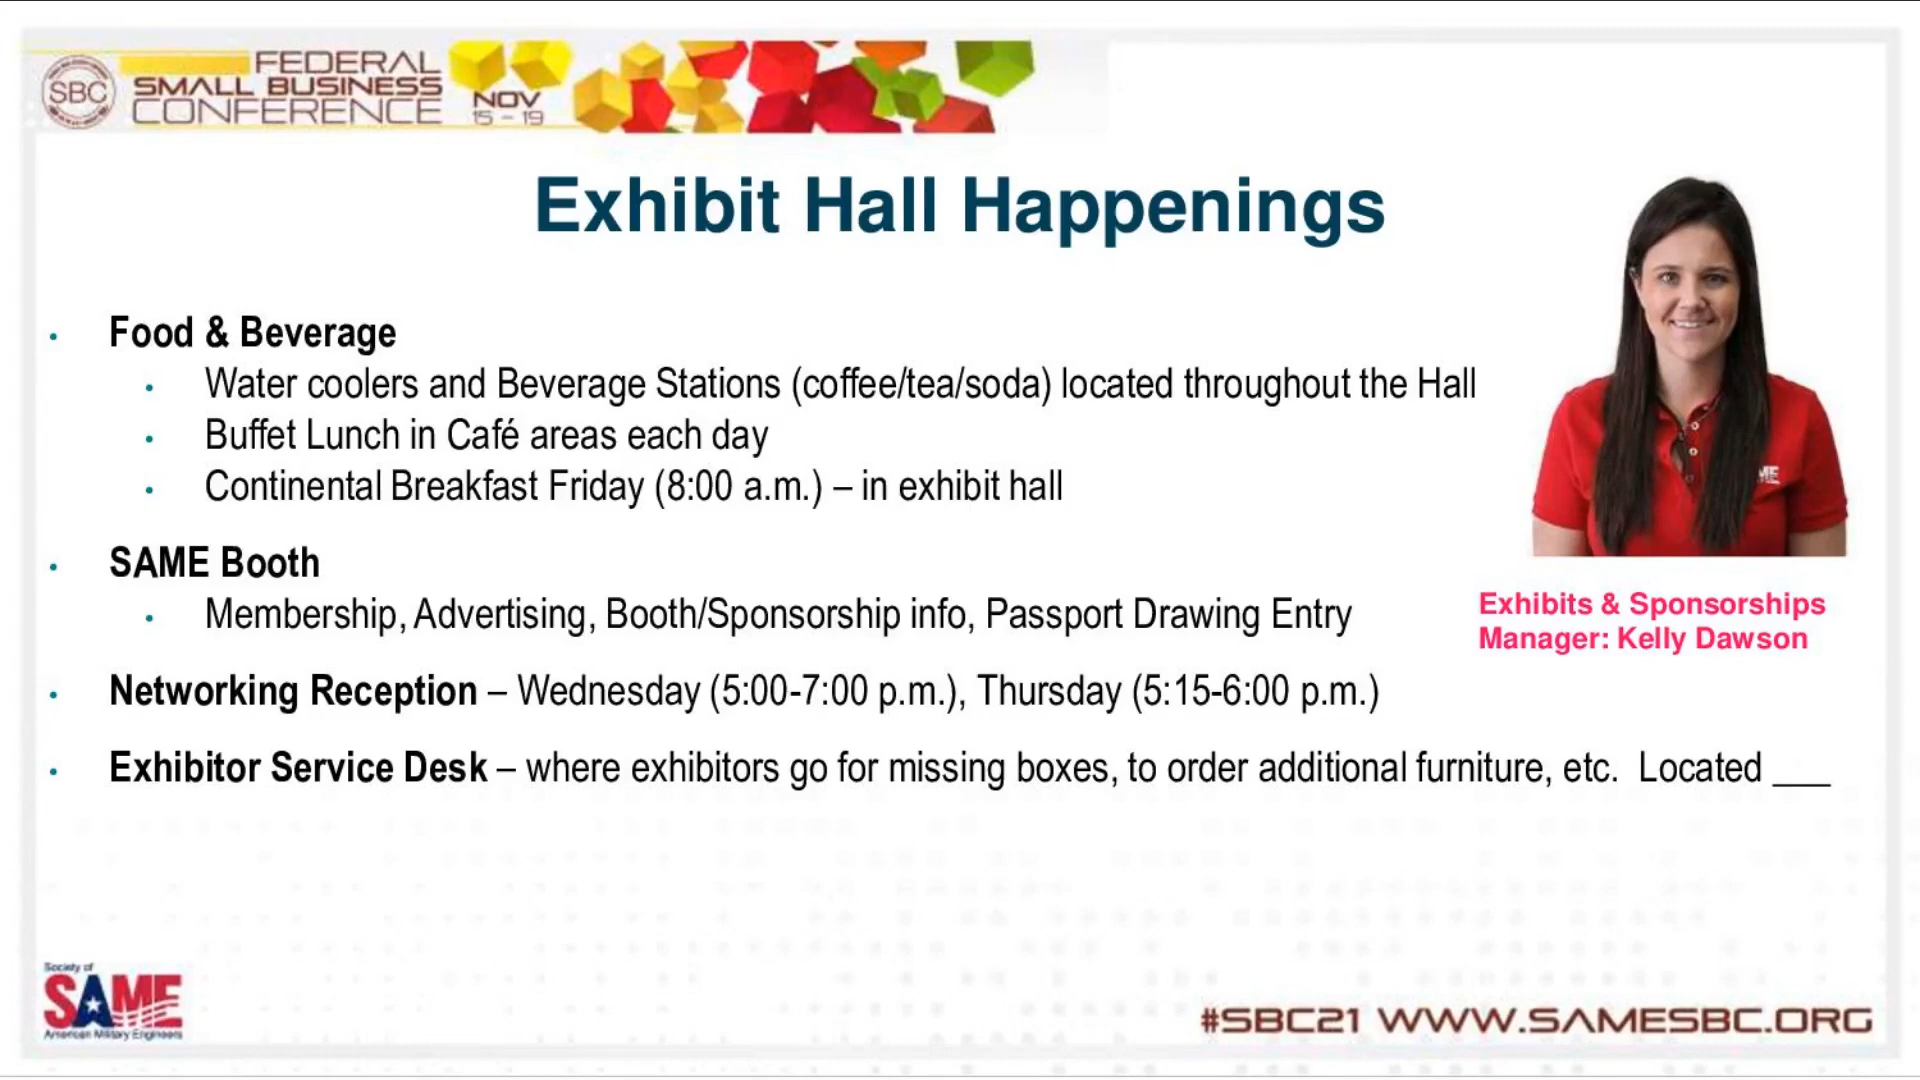 SBC
FEDERAL
SMALL BUSINESS
CONFERENCE
NOV
15 - 19
Exhibit Hall Happenings
• Food & Beverage
• Water coolers and Beverage Stations (coffee/tea/soda) located throughout the Hall
• Buffet Lunch in Café areas each day
• Continental Breakfast Friday (8:00 a.m.) – in exhibit hall
• SAME Booth
• Membership, Advertising, Booth/Sponsorship info, Passport Drawing Entry
Exhibits & Sponsorships
Manager: Kelly Dawson
• Networking Reception – Wednesday (5:00-7:00 p.m.), Thursday (5:15-6:00 p.m.)
• Exhibitor Service Desk – where exhibitors go for missing boxes, to order additional furniture, etc. Located ___
Society of
SAME
American Military Engineers
#SBC21 WWW.SAMESBC.ORG